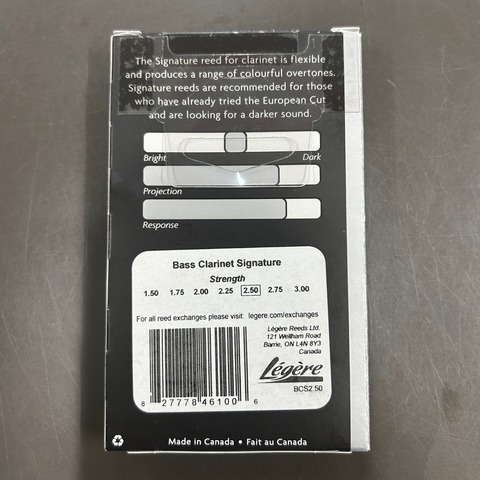 The Signature reed for clarinet is flexible
and produces a range of colourful overtones.
Signature reeds are recommended for those
who have already tried the European Cut
and are looking for a darker sound.
Bright Dark
Projection
Response
Bass Clarinet Signature
Strength
1.50 1.75 2.00 2.25 2.50 2.75 3.00
For all reed exchanges please visit: legere.com/exchanges
Légère Reeds Ltd.
121 Welham Road
Barrie, ON L4N 8Y3
Canada
Légère
BCS2.50
8 27778 46100 6
Made in Canada • Fait au Canada